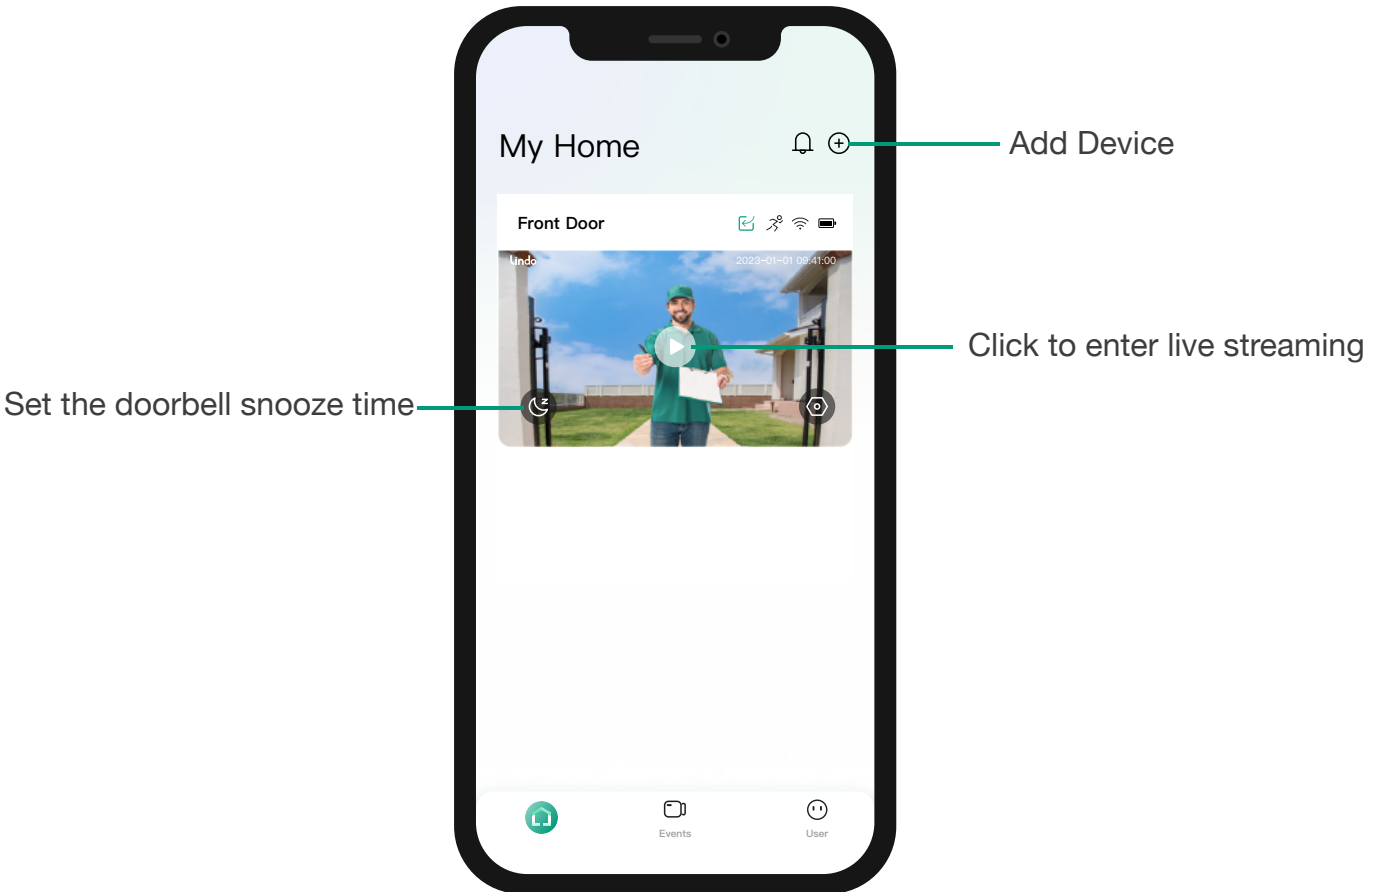 My Home
Add Device
Front Door
lindo
2023-01-01 09:41:00
Click to enter live streaming
Set the doorbell snooze time
z
Events
User